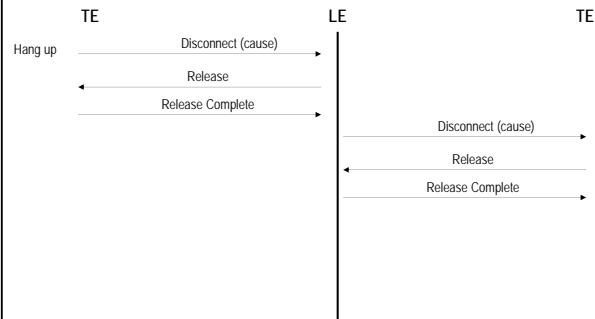 TE LE TE
Hang up
Disconnect (cause)
Release
Release Complete
Disconnect (cause)
Release
Release Complete